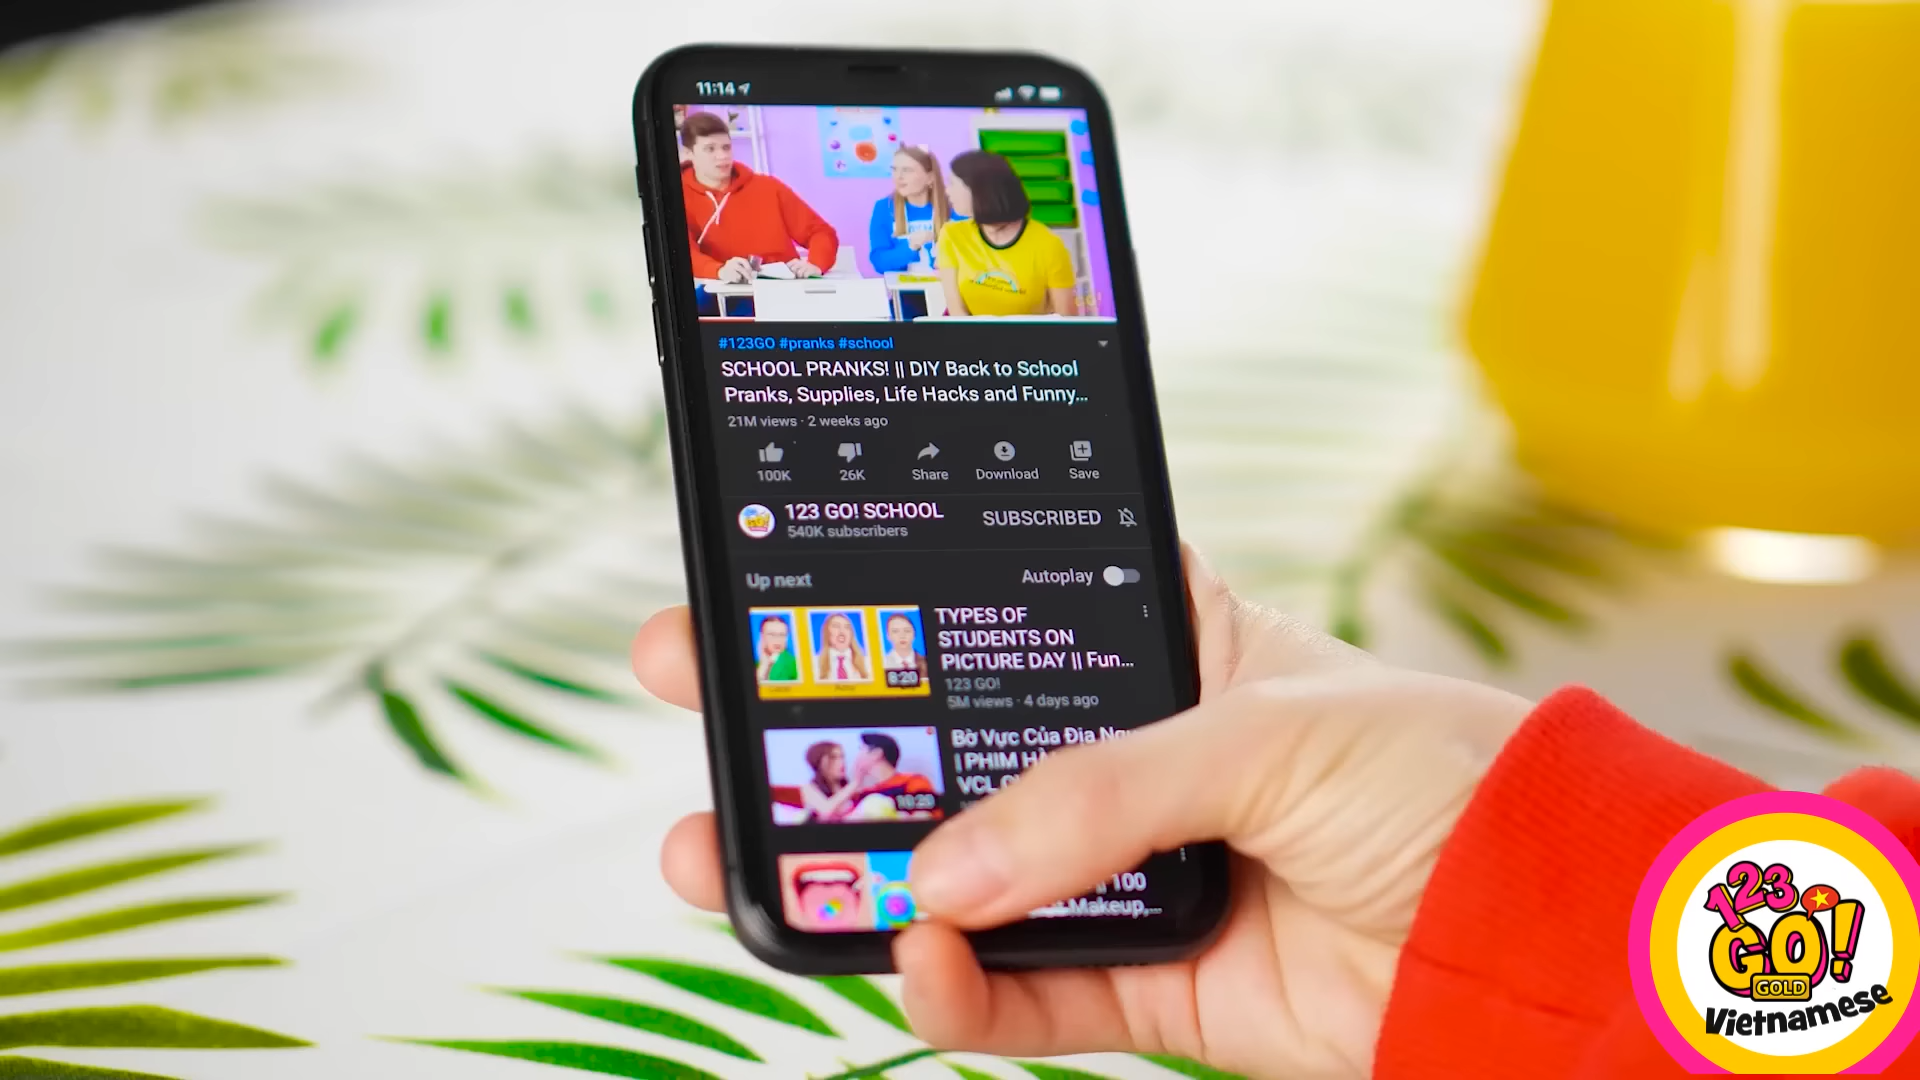 11:14
#123GO #pranks #school
SCHOOL PRANKS! || DIY Back to School
Pranks, Supplies, Life Hacks and Funny...
21M views · 2 weeks ago
100K
26K
Share
Download
Save
123 GO! SCHOOL
540K subscribers
SUBSCRIBED
Up next
Autoplay
8:20
TYPES OF
STUDENTS ON
PICTURE DAY || Fun...
123 GO!
5M views · 4 days ago
10:20
Bờ Vực Của Địa
| PHIM
VCL
100
Makeup,...
123
GO!
GOLD
Vietnamese